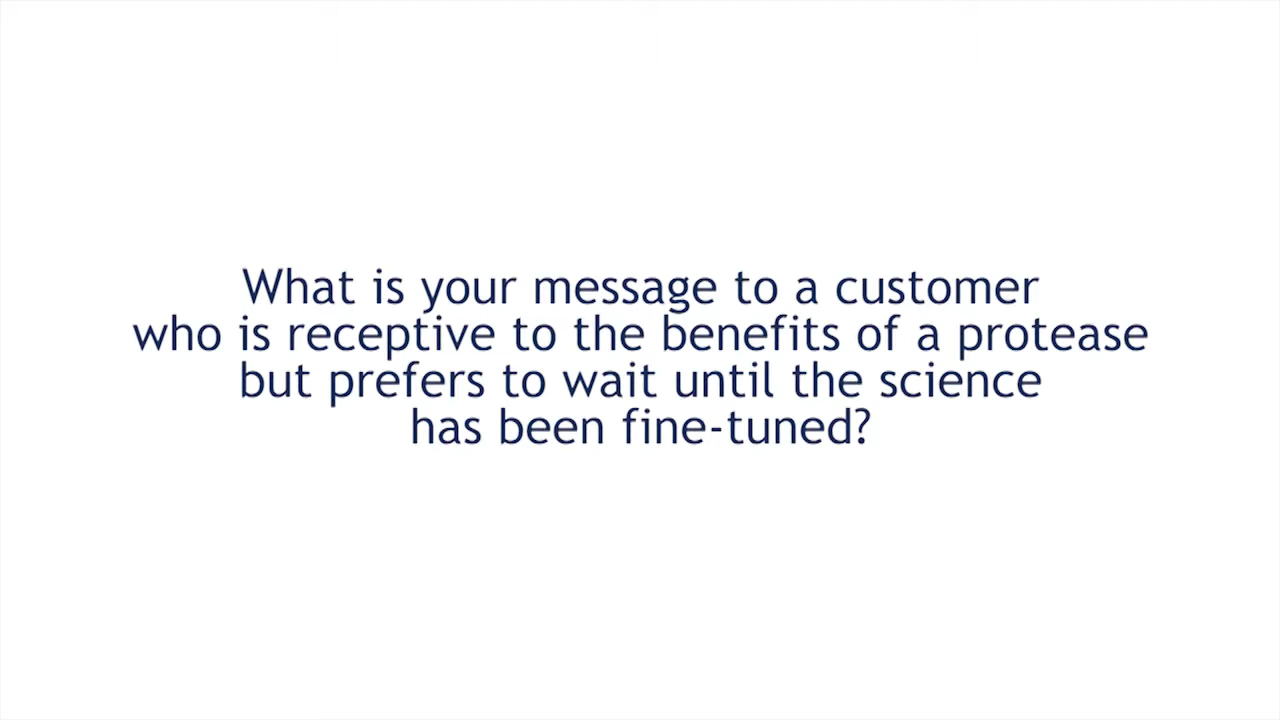 What is your message to a customer
who is receptive to the benefits of a protease
but prefers to wait until the science
has been fine-tuned?